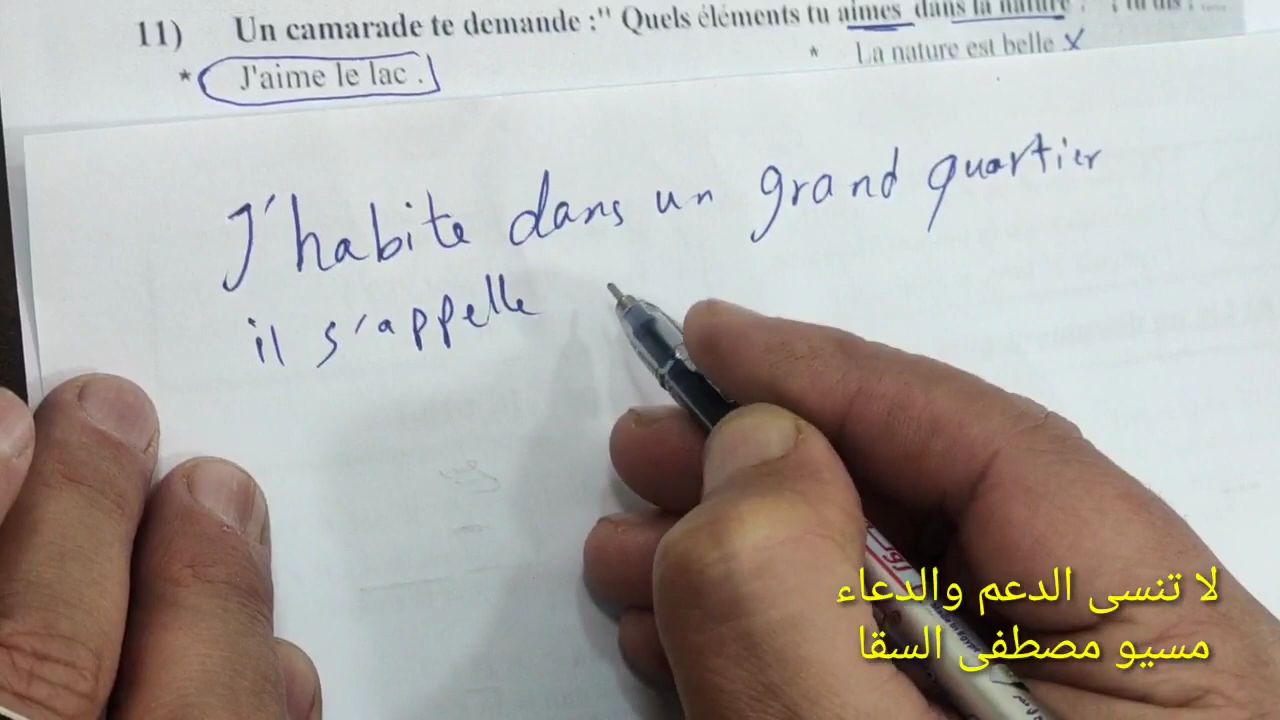 11) Un camarade te demande :" Quels éléments tu aimes dans la nature
* J'aime le lac .
* La nature est belle X
J'habite dans un grand quartier
il s'appelle
لا تنسى الدعم والدعاء
مسيو مصطفى السقا